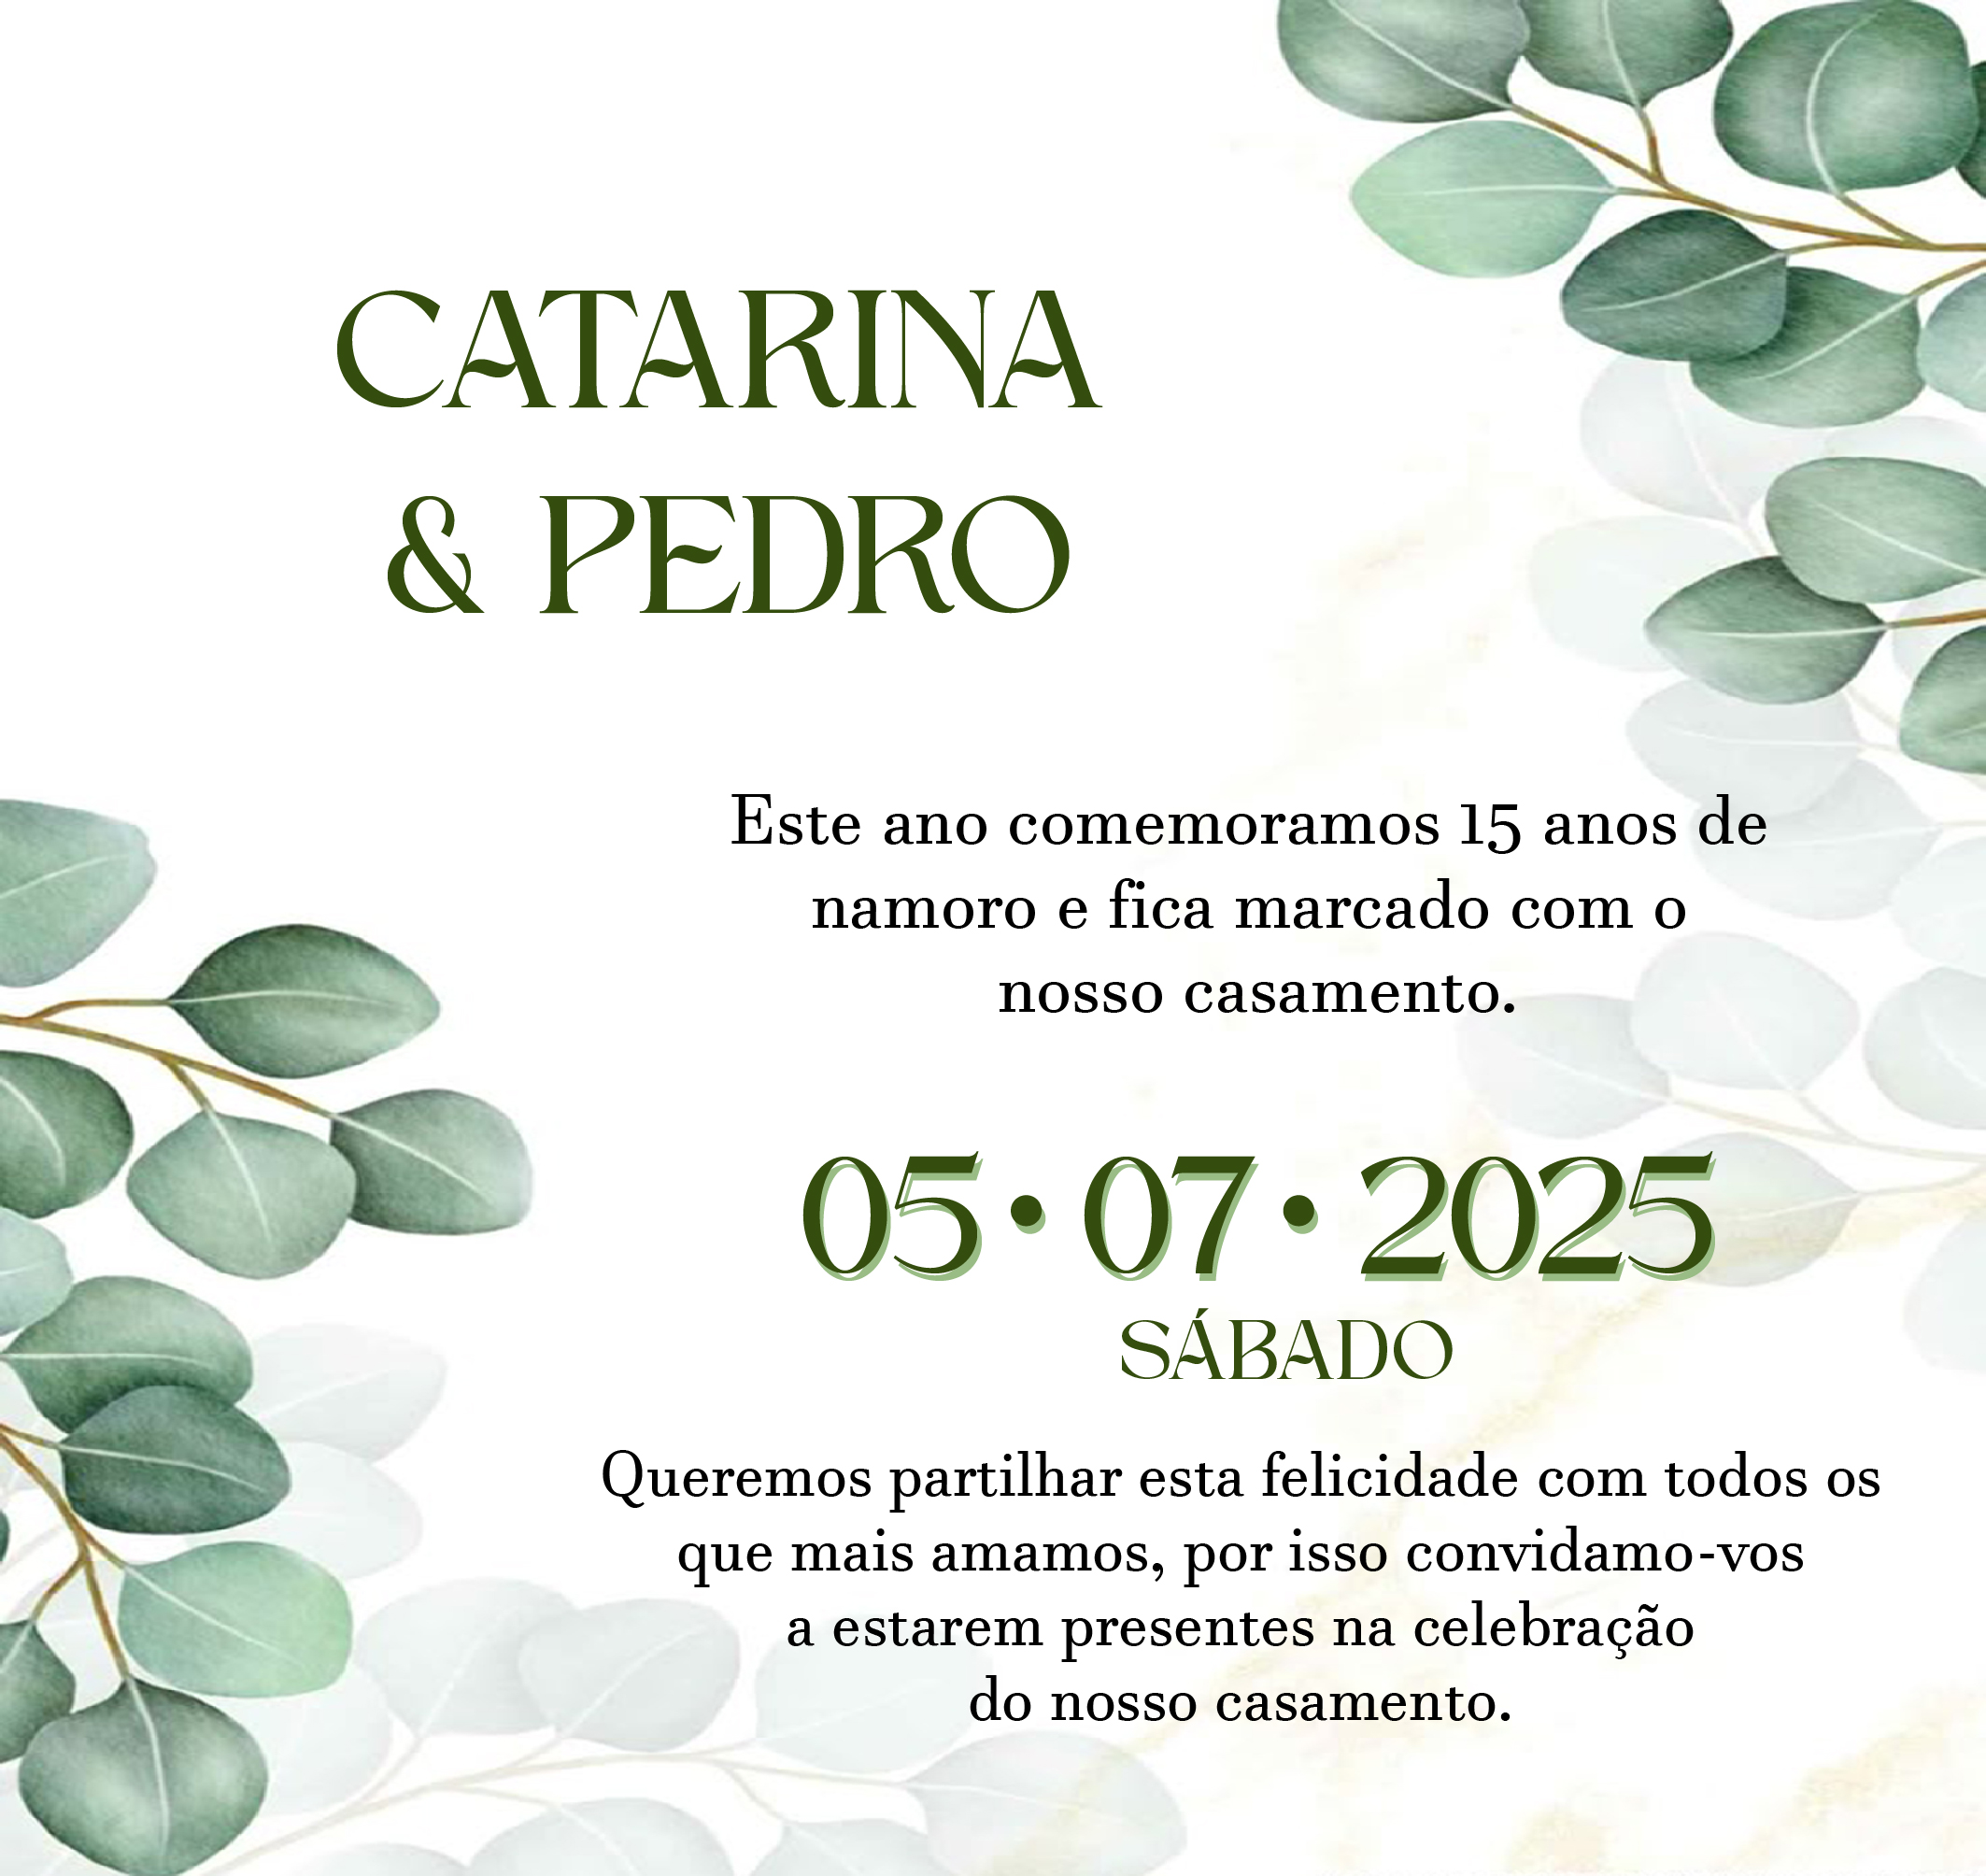 CATARINA
& PEDRO
Este ano comemoramos 15 anos de
namoro e fica marcado com o
nosso casamento.
05 • 07 • 2025
SÁBADO
Queremos partilhar esta felicidade com todos os
que mais amamos, por isso convidamo-vos
a estarem presentes na celebração
do nosso casamento.